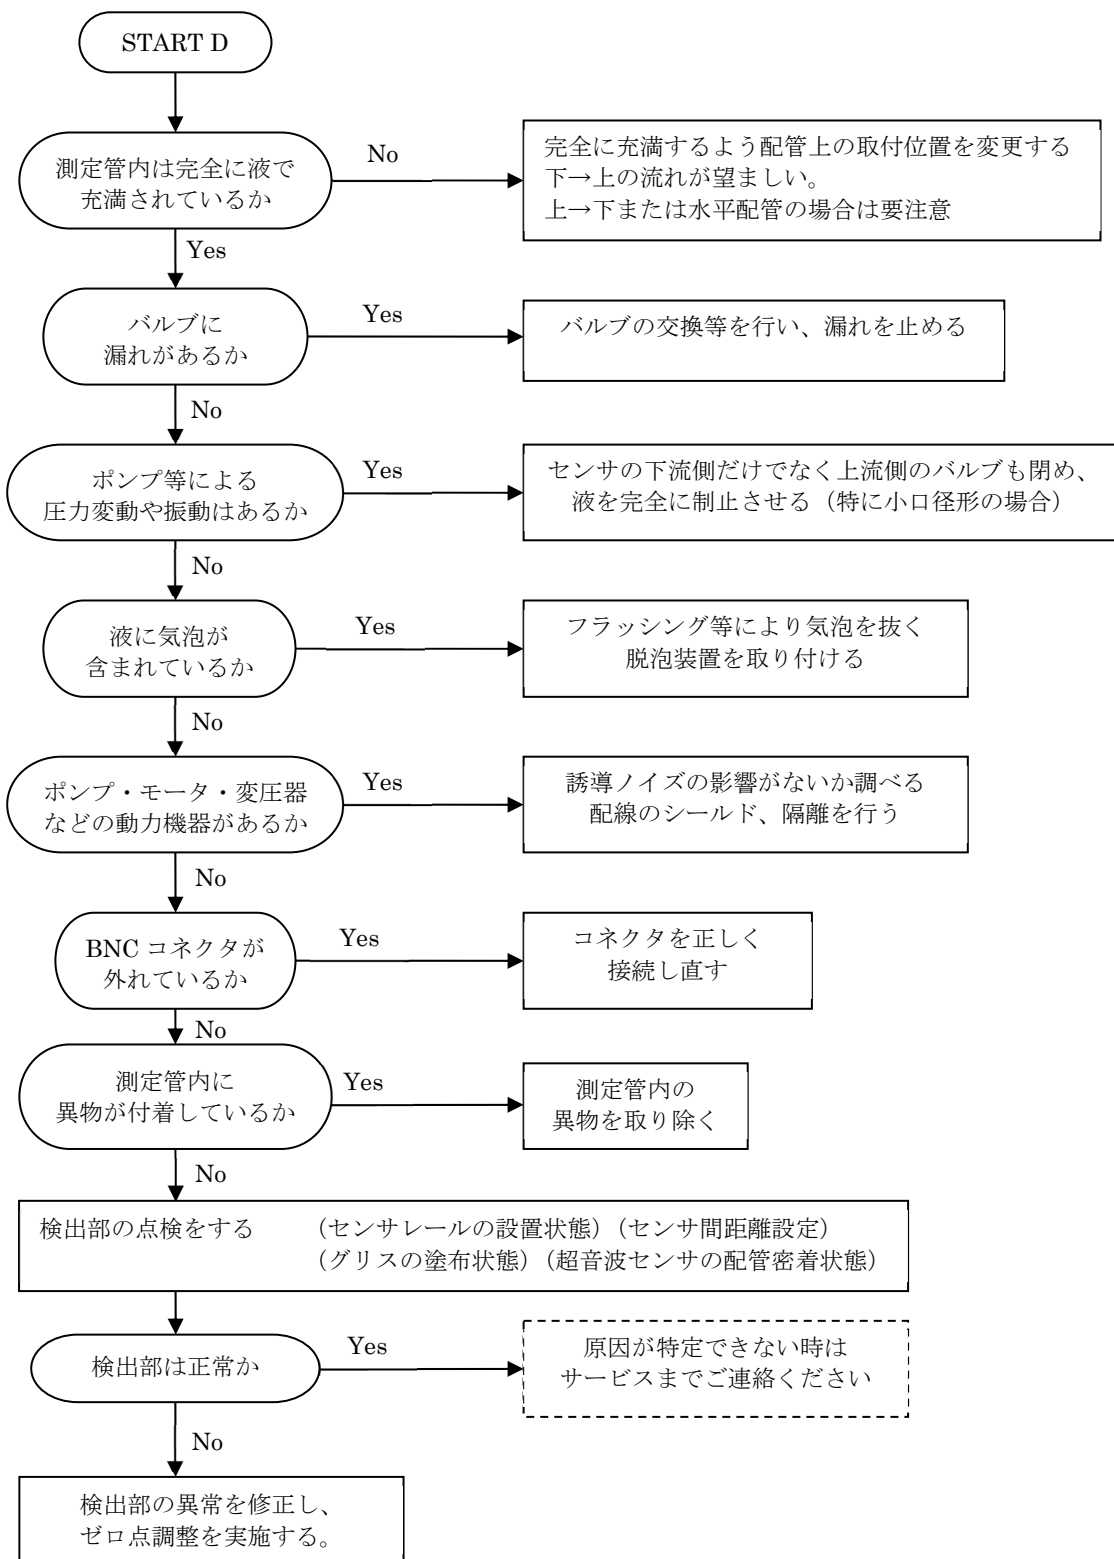 START D
測定管内は完全に液で
充満されているか
No
完全に充満するよう配管上の取付位置を変更する
下→上の流れが望ましい。
上→下または水平配管の場合は要注意
Yes
バルブに
漏れがあるか
Yes
バルブの交換等を行い、漏れを止める
No
ポンプ等による
圧力変動や振動はあるか
Yes
センサの下流側だけでなく上流側のバルブも閉め、
液を完全に制止させる（特に小口径形の場合）
No
液に気泡が
含まれているか
Yes
フラッシング等により気泡を抜く
脱泡装置を取り付ける
No
ポンプ・モータ・変圧器
などの動力機器があるか
Yes
誘導ノイズの影響がないか調べる
配線のシールド、隔離を行う
No
BNC コネクタが
外れているか
Yes
コネクタを正しく
接続し直す
No
測定管内に
異物が付着しているか
Yes
測定管内の
異物を取り除く
No
検出部の点検をする （センサレールの設置状態）（センサ間距離設定）
（グリスの塗布状態）（超音波センサの配管密着状態）
検出部は正常か
Yes
原因が特定できない時は
サービスまでご連絡ください
No
検出部の異常を修正し、
ゼロ点調整を実施する。